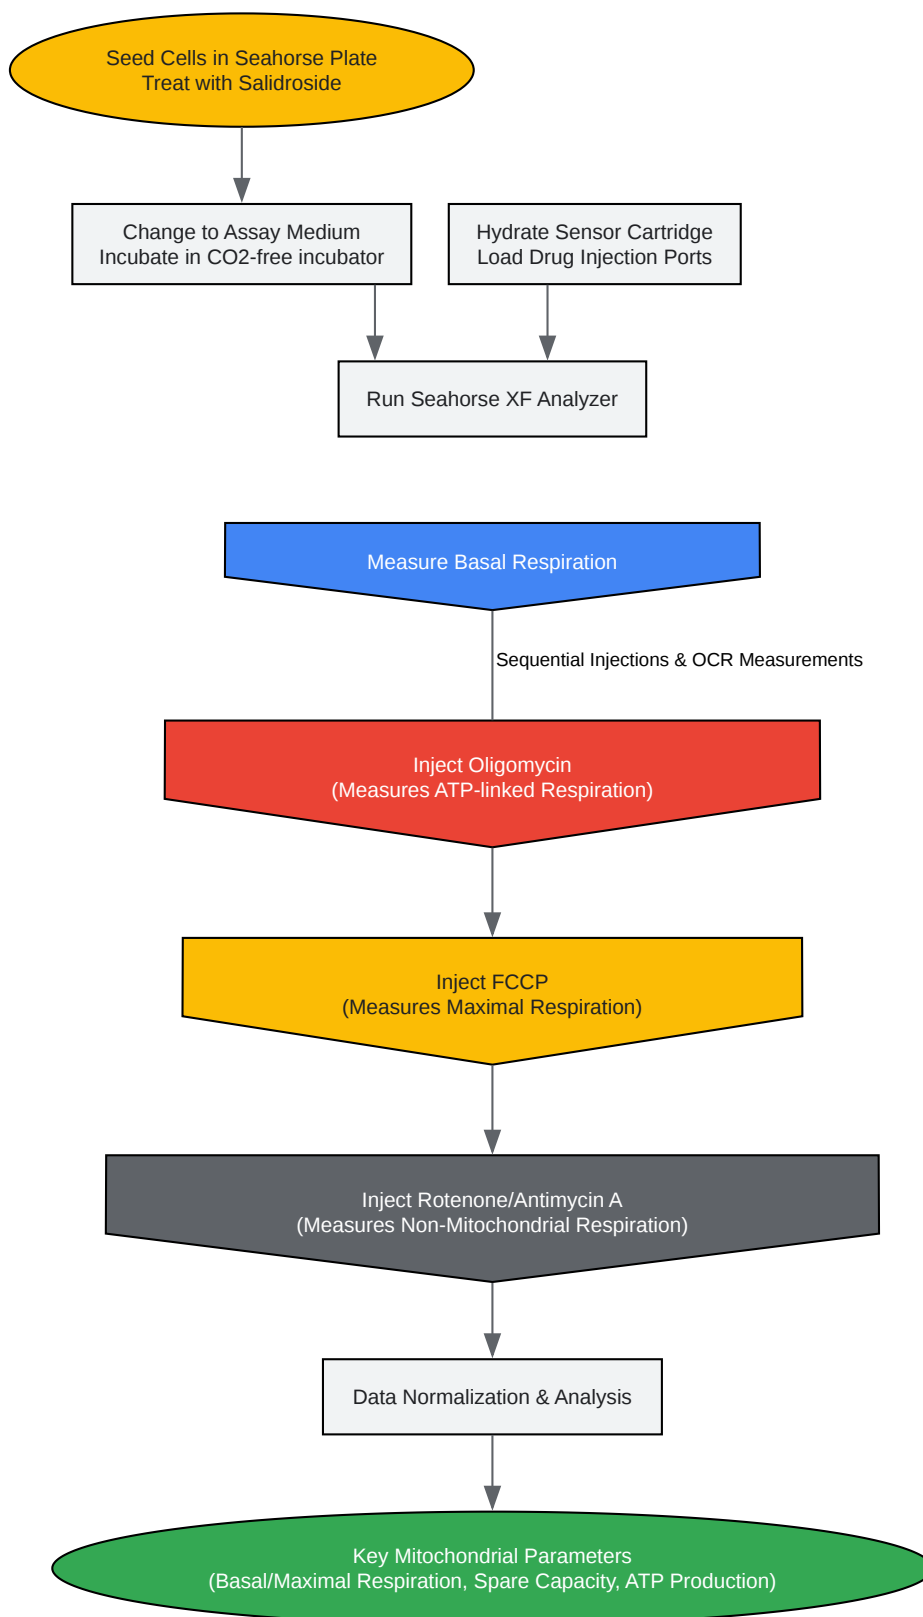 Seed Cells in Seahorse Plate
Treat with Salidroside
Change to Assay Medium
Incubate in CO2-free incubator
Hydrate Sensor Cartridge
Load Drug Injection Ports
Run Seahorse XF Analyzer
Measure Basal Respiration
Sequential Injections & OCR Measurements
Inject Oligomycin
(Measures ATP-linked Respiration)
Inject FCCP
(Measures Maximal Respiration)
Inject Rotenone/Antimycin A
(Measures Non-Mitochondrial Respiration)
Data Normalization & Analysis
Key Mitochondrial Parameters
(Basal/Maximal Respiration, Spare Capacity, ATP Production)